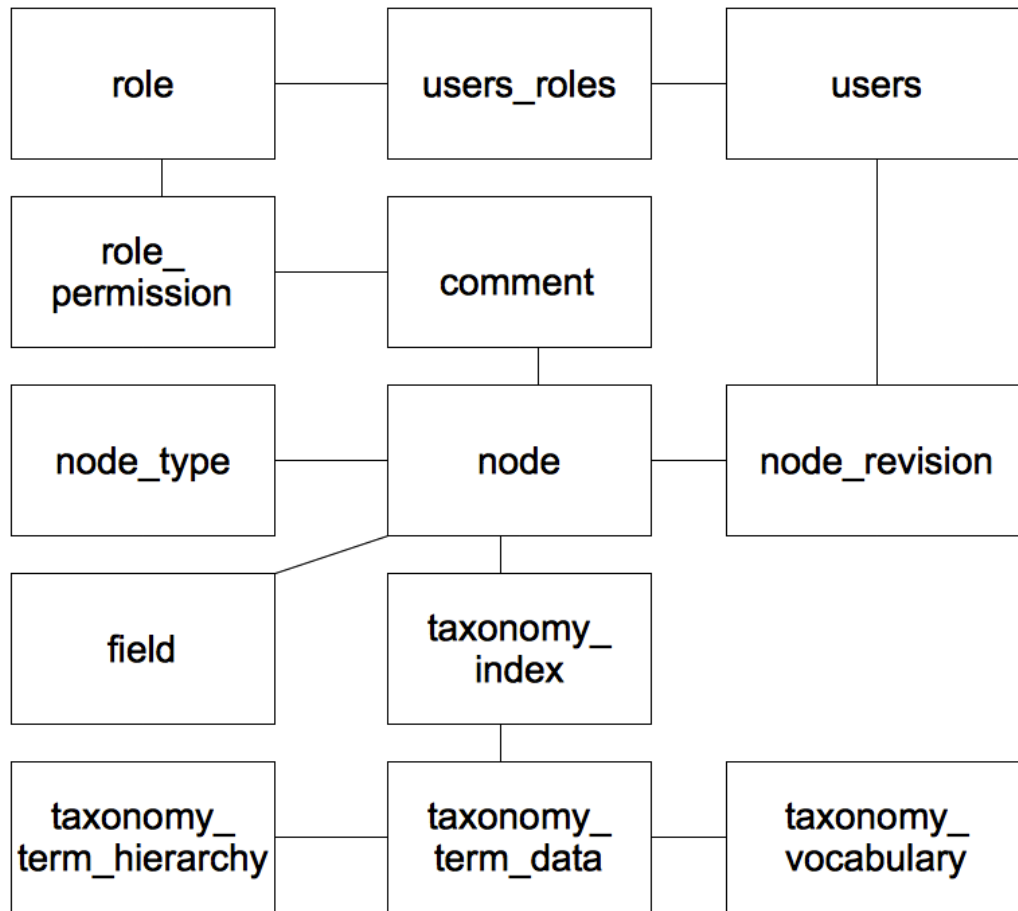 role
users_roles
users
role_
permission
comment
node_type
node
node_revision
field
taxonomy_
index
taxonomy_
term_hierarchy
taxonomy_
term_data
taxonomy_
vocabulary